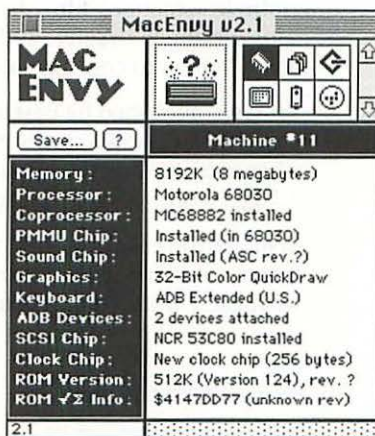 MacEnvy v2.1
MAC
ENVY
?
Save... ?
Machine #11
Memory: 8192K (8 megabytes)
Processor: Motorola 68030
Coprocessor: MC68882 installed
PMMU Chip: Installed (in 68030)
Sound Chip: Installed (ASC rev.?)
Graphics: 32-Bit Color QuickDraw
Keyboard: ADB Extended (U.S.)
ADB Devices: 2 devices attached
SCSI Chip: NCR 53C80 installed
Clock Chip: New clock chip (256 bytes)
ROM Version: 512K (Version 124), rev. ?
ROM √Σ Info: $4147DD77 (unknown rev)
2.1